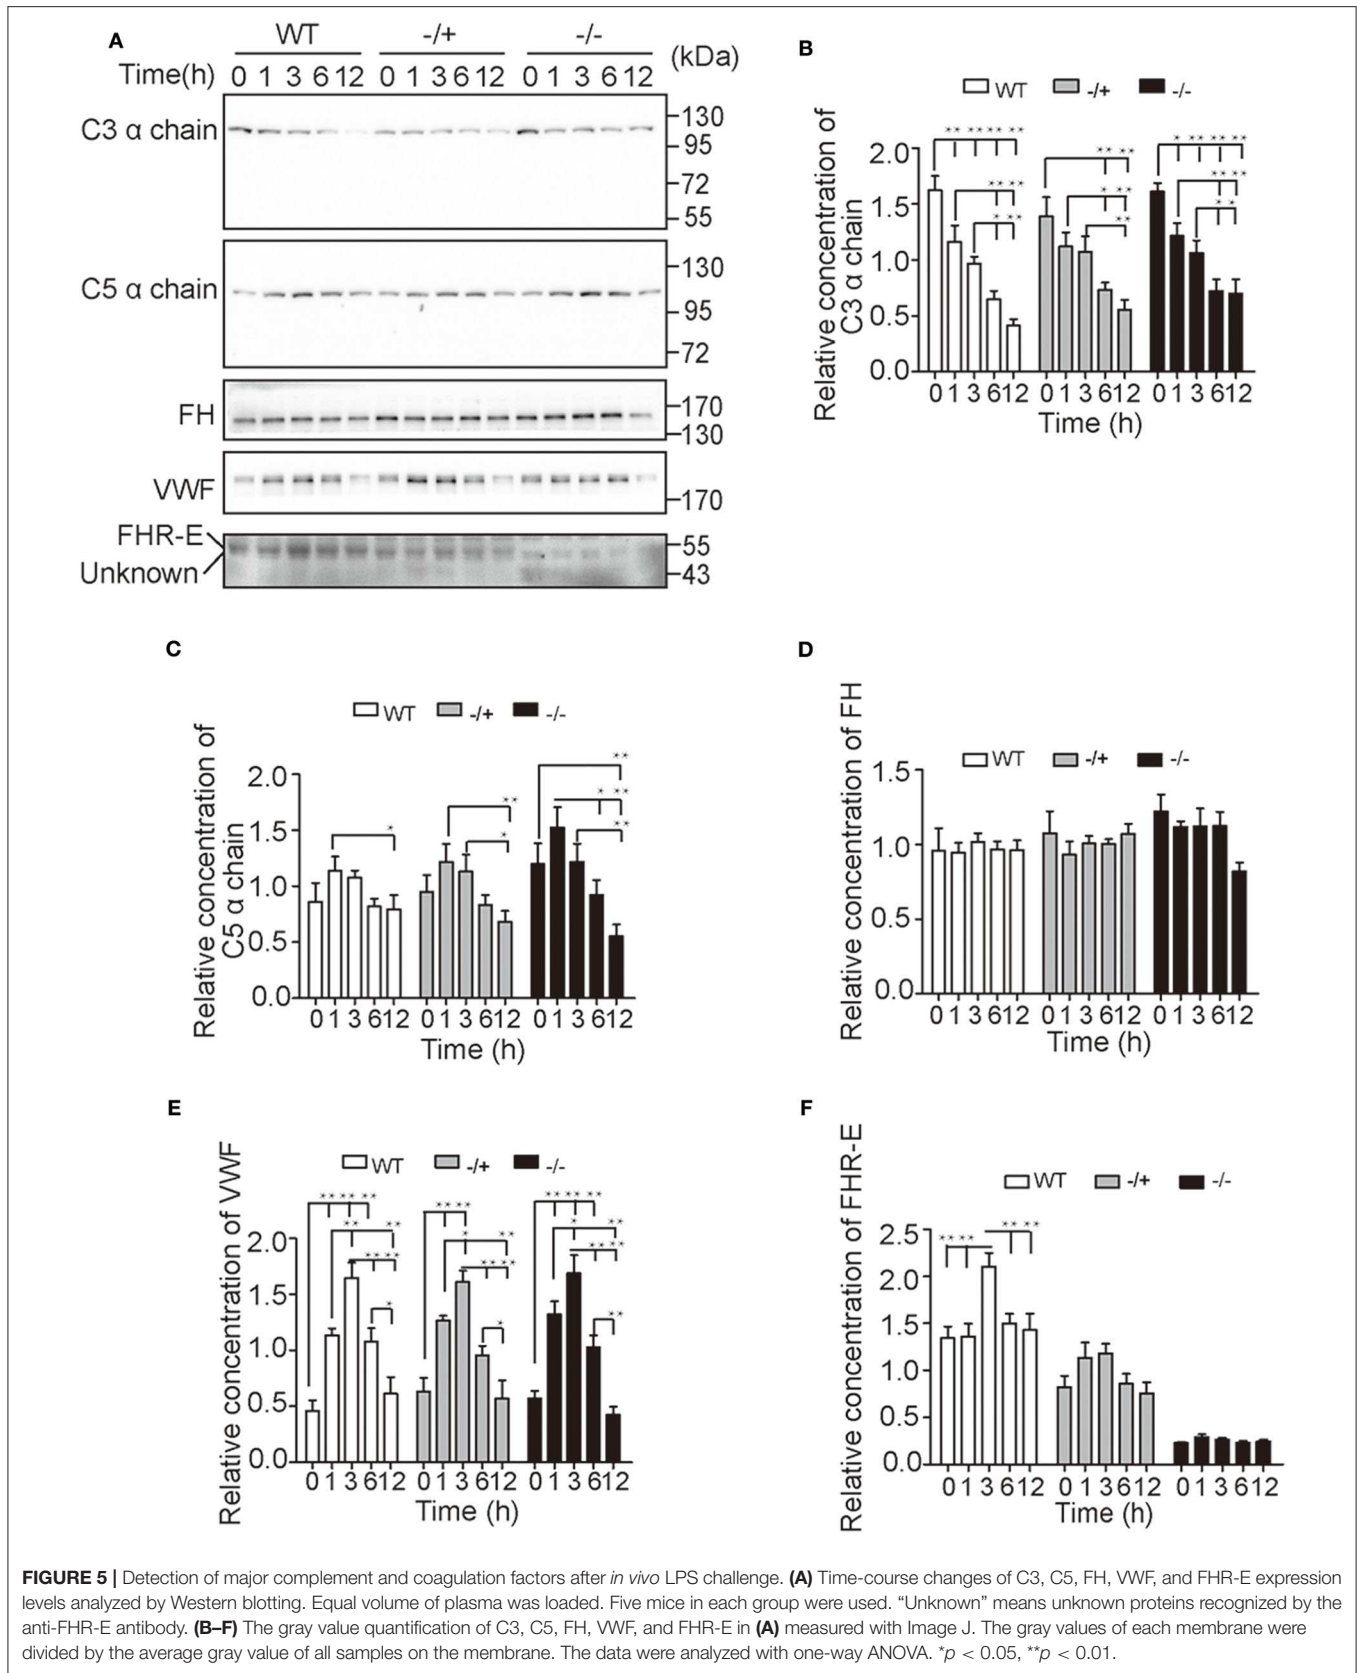 A
WT -/+ -/-
Time(h) 0 1 3 6 12 0 1 3 6 12 0 1 3 6 12 (kDa)
C3 α chain
130
95
72
55
C5 α chain
130
95
72
FH
170
130
VWF
170
FHR-E
Unknown
55
43
B
WT -/+ -/-
Relative concentration of
C3 α chain
2.0
1.5
1.0
0.5
0.0
** ** ** ** ** ** * ** ** **
** ** * ** ** **
* ** ** * *
0 1 3 6 12 0 1 3 6 12 0 1 3 6 12
Time (h)
C
WT -/+ -/-
Relative concentration of
C5 α chain
2.0
1.5
1.0
0.5
0.0
**
** * **
* * **
0 1 3 6 12 0 1 3 6 12 0 1 3 6 12
Time (h)
D
WT -/+ -/-
Relative concentration of FH
1.5
1.0
0.5
0.0
0 1 3 6 12 0 1 3 6 12 0 1 3 6 12
Time (h)
E
WT -/+ -/-
Relative concentration of VWF
2.0
1.5
1.0
0.5
0.0
** ** ** ** ** ** ** **
** ** * ** * **
** ** ** ** ** **
* * **
0 1 3 6 12 0 1 3 6 12 0 1 3 6 12
Time (h)
F
WT -/+ -/-
Relative concentration of FHR-E
2.5
2.0
1.5
1.0
0.5
0.0
** ** ** **
0 1 3 6 12 0 1 3 6 12 0 1 3 6 12
Time (h)
FIGURE 5 | Detection of major complement and coagulation factors after in vivo LPS challenge. (A) Time-course changes of C3, C5, FH, VWF, and FHR-E expression
levels analyzed by Western blotting. Equal volume of plasma was loaded. Five mice in each group were used. “Unknown” means unknown proteins recognized by the
anti-FHR-E antibody. (B–F) The gray value quantification of C3, C5, FH, VWF, and FHR-E in (A) measured with Image J. The gray values of each membrane were
divided by the average gray value of all samples on the membrane. The data were analyzed with one-way ANOVA. *p < 0.05, **p < 0.01.